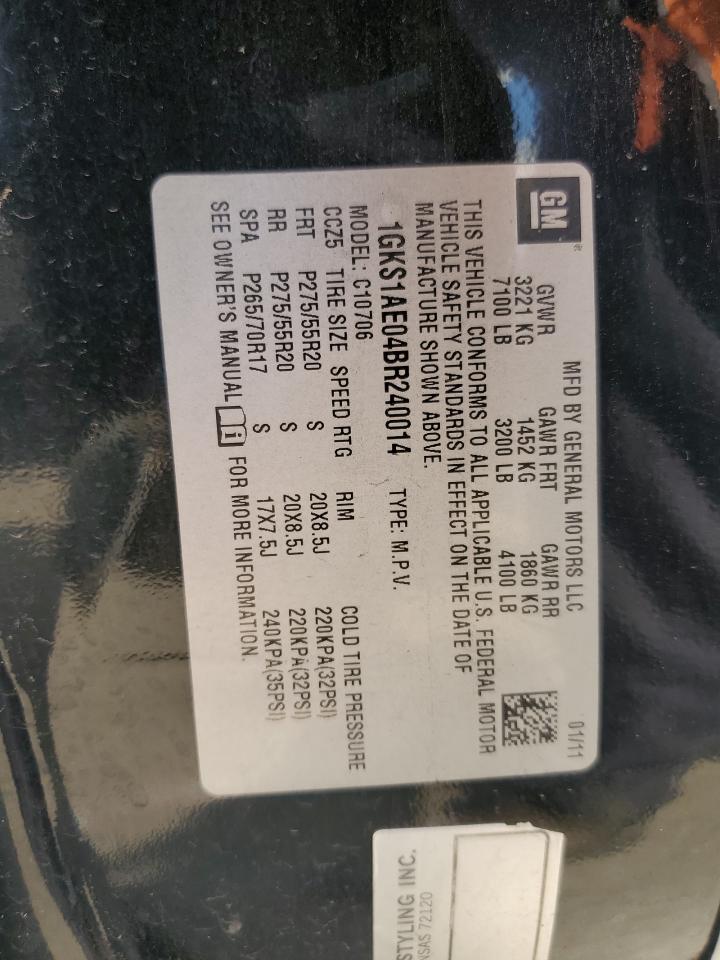 GM®
MFD BY GENERAL MOTORS LLC 01/11
GVWR GAWR FRT GAWR RR
3221 KG 1452 KG 1860 KG
7100 LB 3200 LB 4100 LB
THIS VEHICLE CONFORMS TO ALL APPLICABLE U.S. FEDERAL MOTOR
VEHICLE SAFETY STANDARDS IN EFFECT ON THE DATE OF
MANUFACTURE SHOWN ABOVE.
1GKS1AE04BR240014 TYPE: M.P.V.
MODEL: C10706
CCZ5 TIRE SIZE SPEED RTG RIM COLD TIRE PRESSURE
FRT P275/55R20 S 20X8.5J 220KPA(32PSI)
RR P275/55R20 S 20X8.5J 220KPA(32PSI)
SPA P265/70R17 S 17X7.5J 240KPA(35PSI)
SEE OWNER'S MANUAL i FOR MORE INFORMATION.
STYLING INC.
NSAS 72120